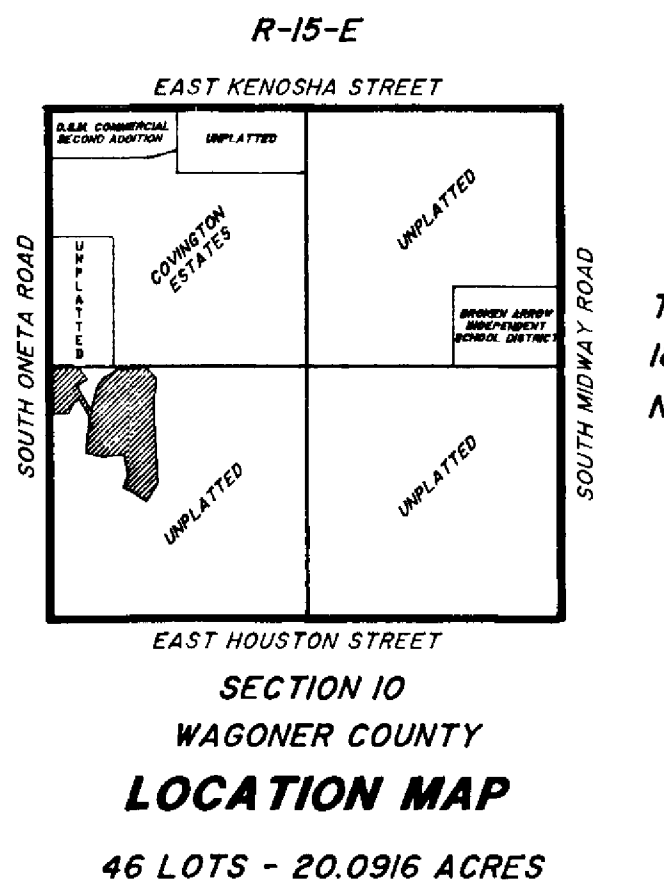 R-15-E
EAST KENOSHA STREET
D.S.M. COMMERCIAL
SECOND ADDITION
UNPLATTED
UNPLATTED
COVINGTON
ESTATES
UNPLATTED
SOUTH ONETA ROAD
BROKEN ARROW
INDEPENDENT
SCHOOL DISTRICT
SOUTH MIDWAY ROAD
UNPLATTED
UNPLATTED
EAST HOUSTON STREET
SECTION 10
WAGONER COUNTY
LOCATION MAP
46 LOTS - 20.0916 ACRES